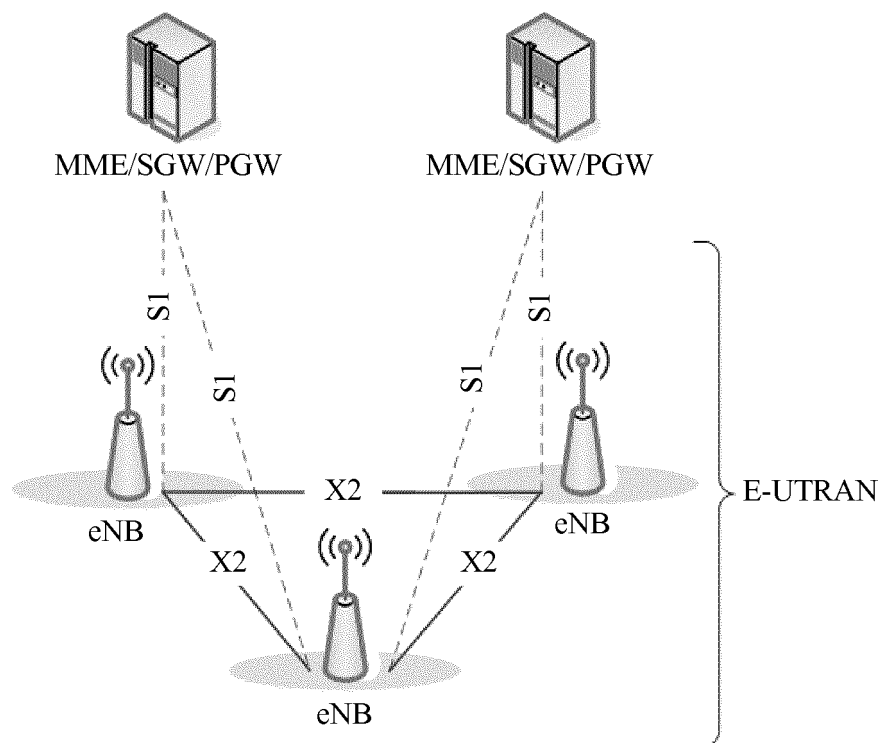 MME/SGW/PGW
MME/SGW/PGW
S1
S1
S1
S1
X2
E-UTRAN
eNB
eNB
X2
X2
eNB